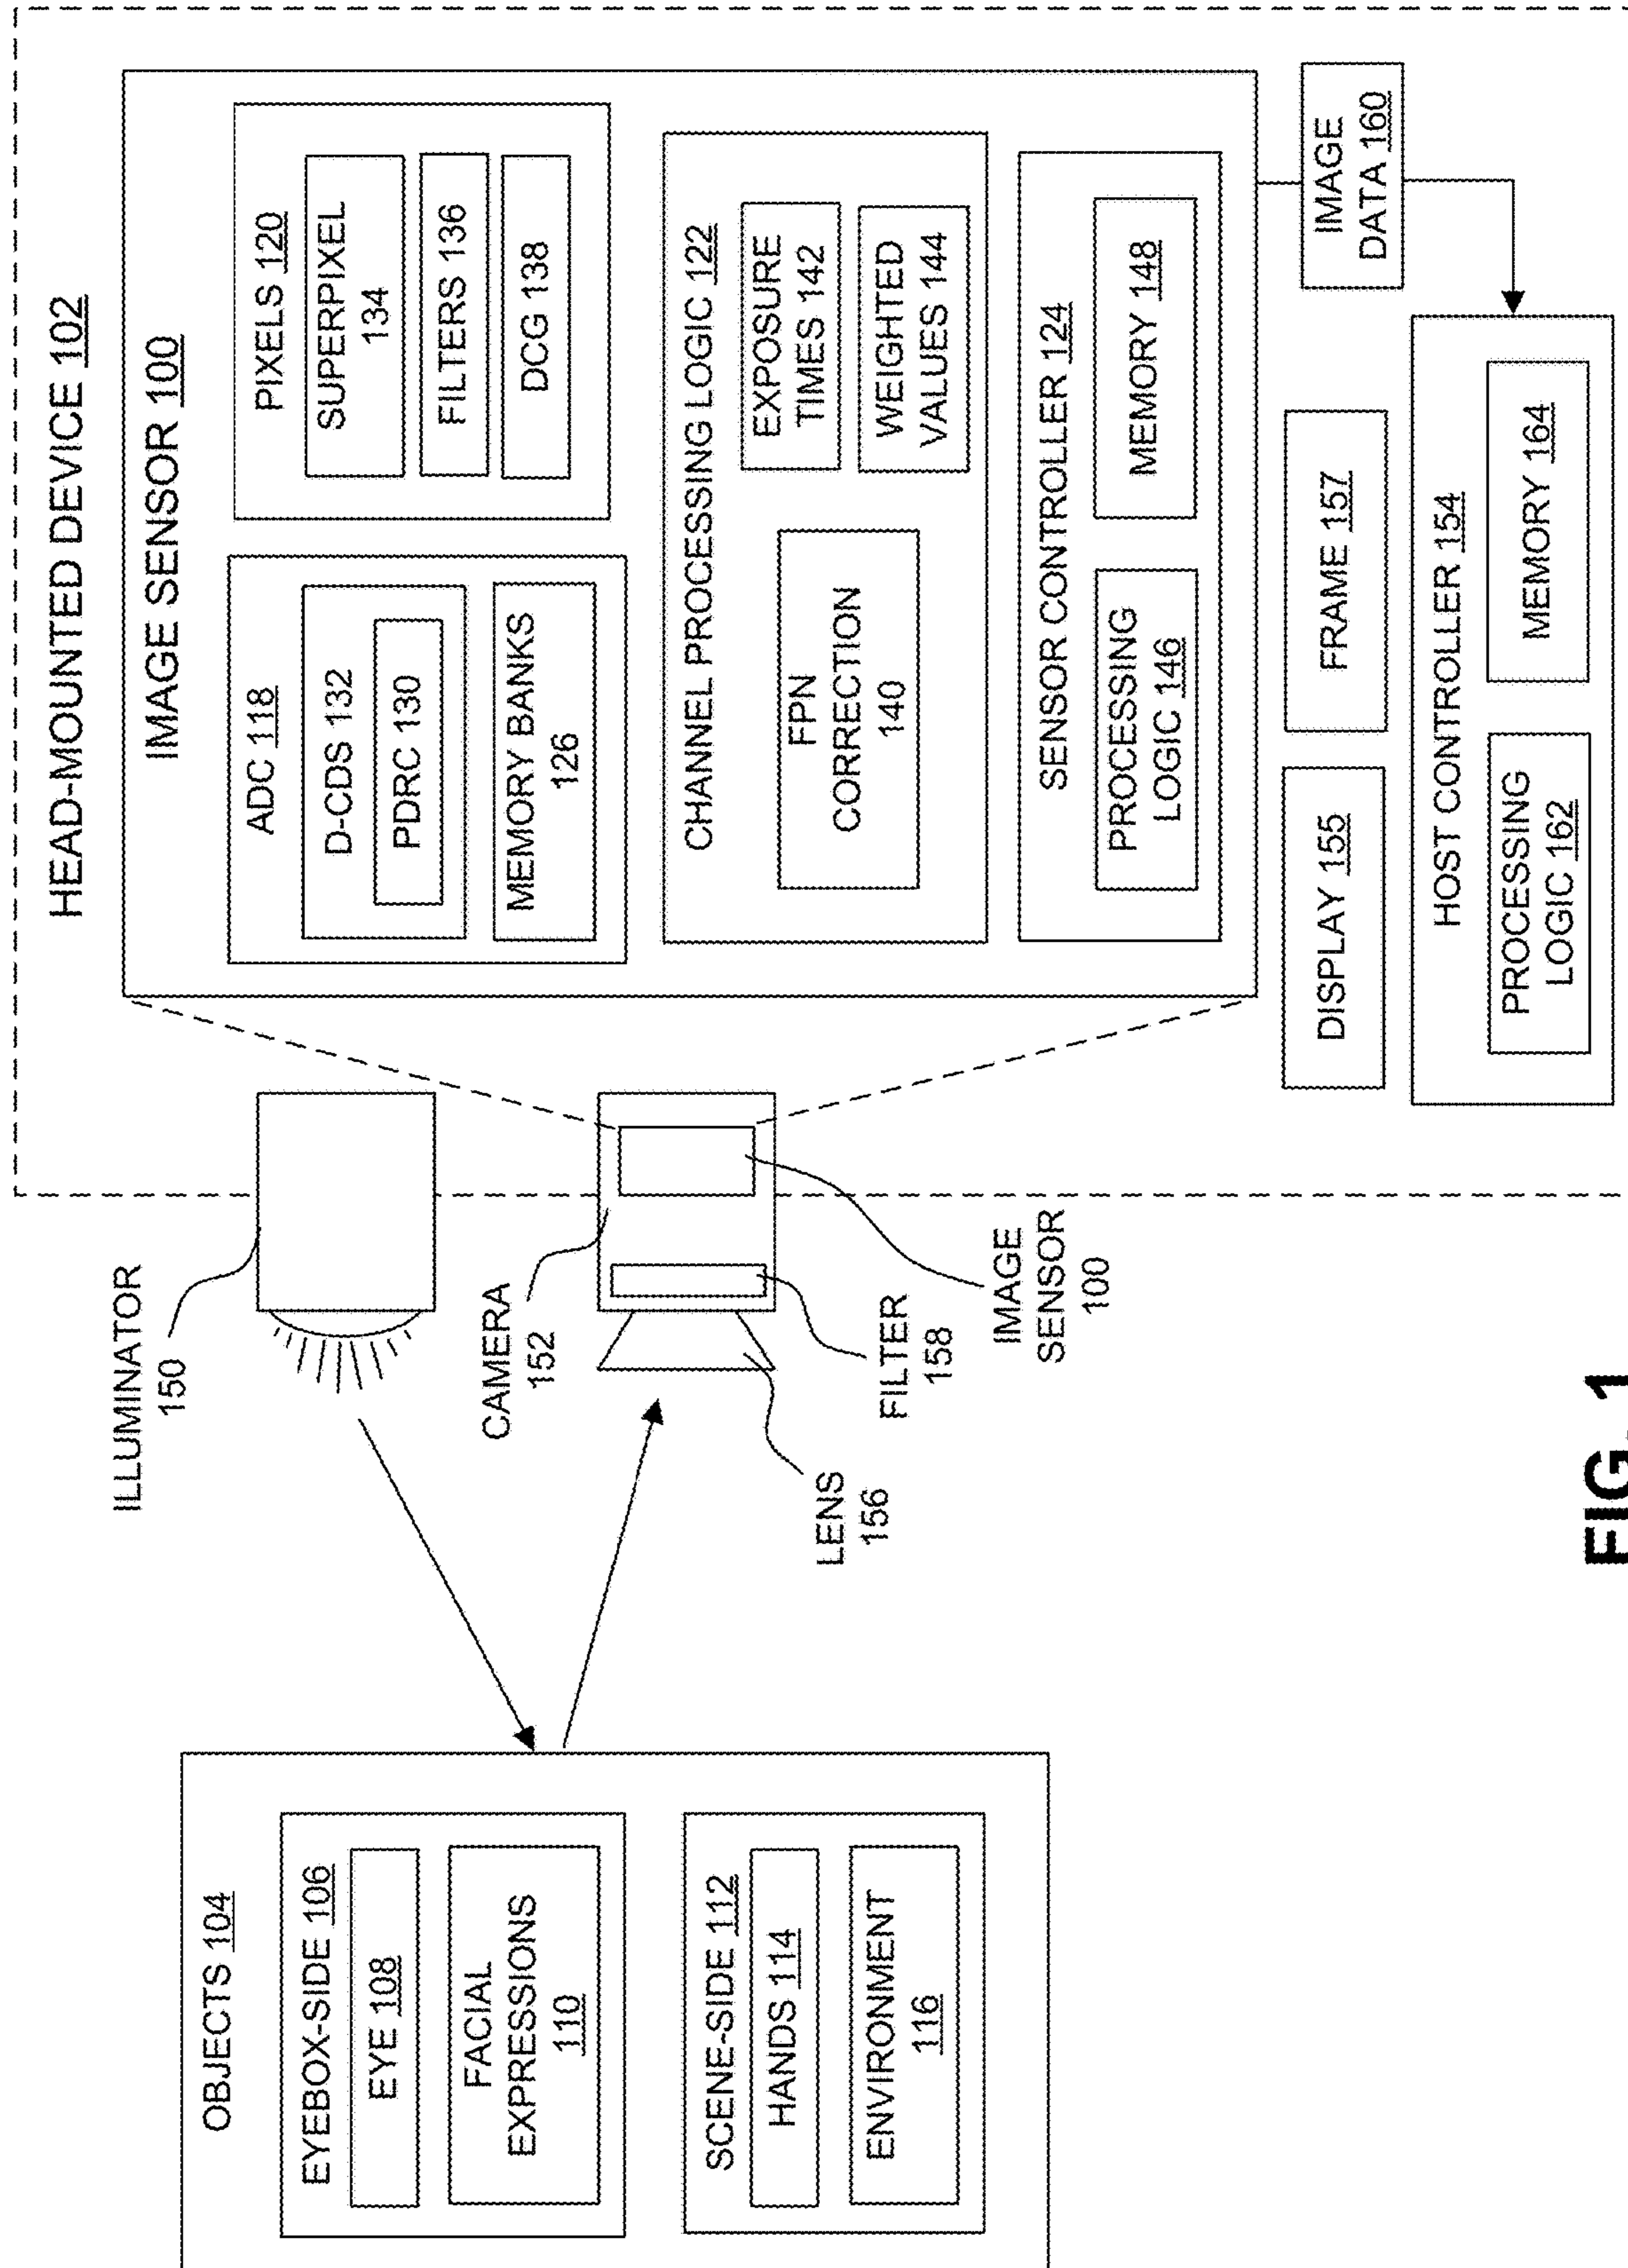 HEAD-MOUNTED DEVICE 102
IMAGE SENSOR 100
ADC 118
D-CDS 132
PDRC 130
MEMORY BANKS
126
PIXELS 120
SUPERPIXEL
134
FILTERS 136
DCG 138
CHANNEL PROCESSING LOGIC 122
FPN
CORRECTION
140
EXPOSURE
TIMES 142
WEIGHTED
VALUES 144
SENSOR CONTROLLER 124
PROCESSING
LOGIC 146
MEMORY 148
DISPLAY 155
FRAME 157
IMAGE
DATA 160
HOST CONTROLLER 154
PROCESSING
LOGIC 162
MEMORY 164
ILLUMINATOR
150
CAMERA
152
LENS
156
FILTER
158
IMAGE
SENSOR
100
OBJECTS 104
EYEBOX-SIDE 106
EYE 108
FACIAL
EXPRESSIONS
110
SCENE-SIDE 112
HANDS 114
ENVIRONMENT
116
FIG. 1